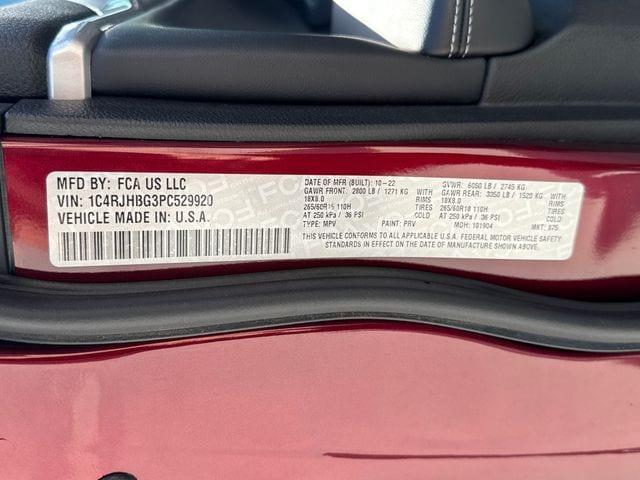 MFD BY: FCA US LLC
VIN: 1C4RJHBG3PC529920
VEHICLE MADE IN U.S.A.
DATE OF MFR (BUILT): 10-22
GAWR FRONT: 2800 LB / 1271 KG WITH
18X8.0 RIMS
265/60R18 110H TIRES
AT 250 kPa / 36 PSI COLD
TYPE: MPV PAINT: PRV
GVWR: 6050 LB / 2745 KG
GAWR REAR: 3350 LB / 1520 KG WITH
18X8.0 RIMS
265/60R18 110H TIRES
AT 250 kPa / 36 PSI COLD
MDH: 101904 MKT: 875
THIS VEHICLE CONFORMS TO ALL APPLICABLE U.S.A. FEDERAL MOTOR VEHICLE SAFETY
STANDARDS IN EFFECT ON THE DATE OF MANUFACTURE SHOWN ABOVE.